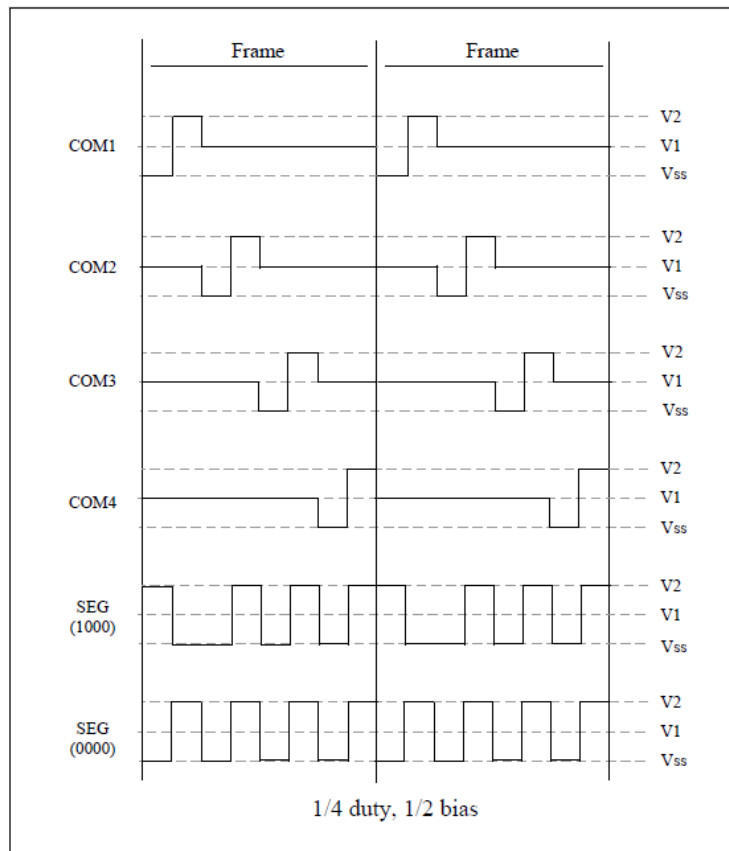 Frame Frame
V2
COM1 V1
Vss
V2
COM2 V1
Vss
V2
COM3 V1
Vss
V2
COM4 V1
Vss
V2
SEG V1
(1000)
Vss
V2
SEG V1
(0000)
Vss
1/4 duty, 1/2 bias